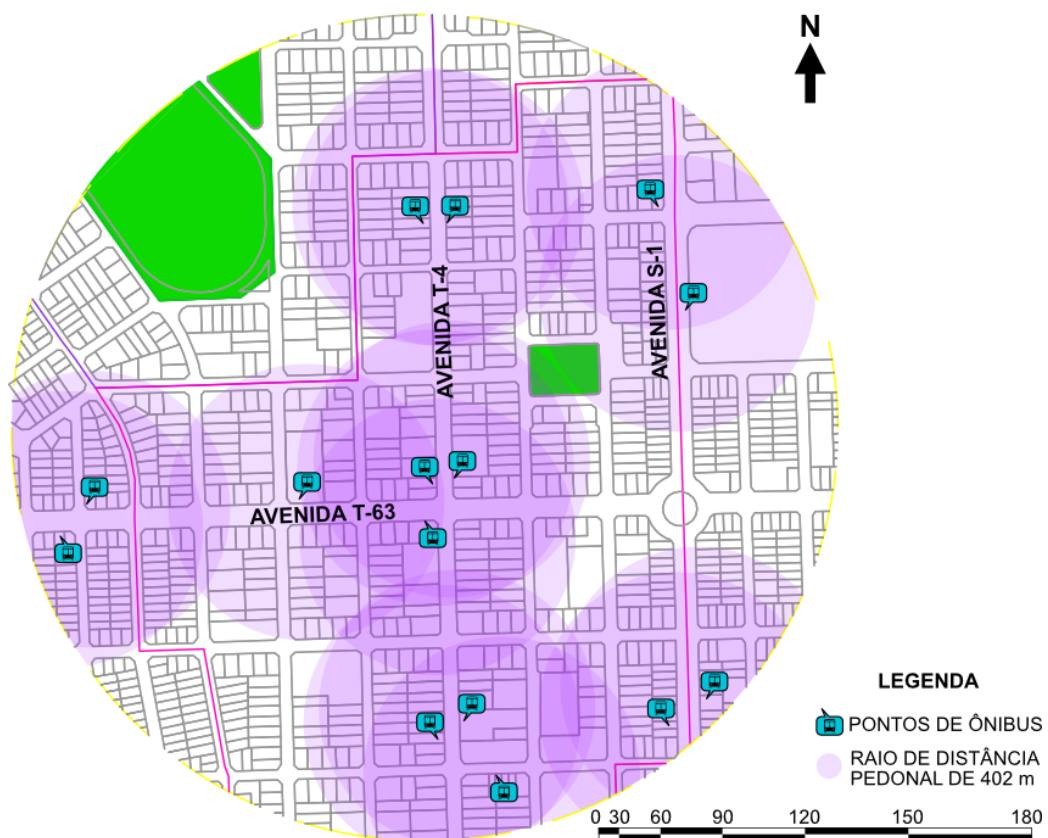 N
AVENIDA T-4
AVENIDA S-1
AVENIDA T-63
LEGENDA
PONTOS DE ÔNIBUS
RAIO DE DISTÂNCIA
PEDONAL DE 402 m
0 30 60 90 120 150 180